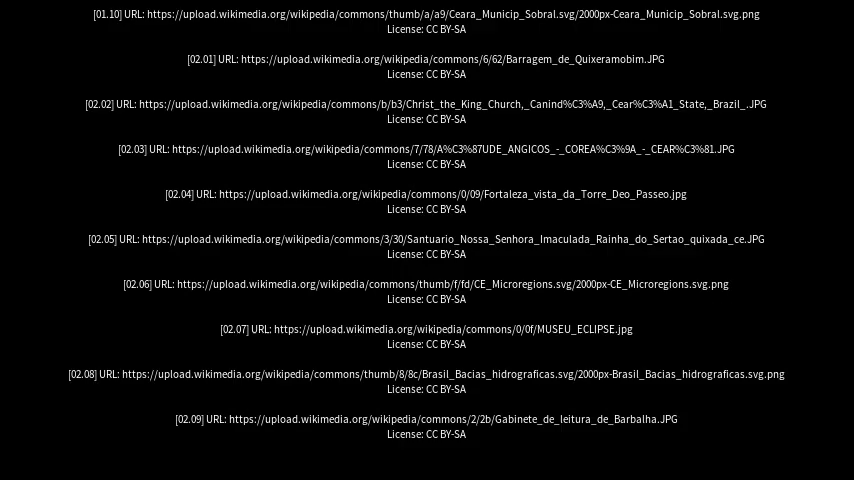 [01.10] URL: https://upload.wikimedia.org/wikipedia/commons/thumb/a/a9/Ceara_Municip_Sobral.svg/2000px-Ceara_Municip_Sobral.svg.png
License: CC BY-SA
[02.01] URL: https://upload.wikimedia.org/wikipedia/commons/6/62/Barragem_de_Quixeramobim.JPG
License: CC BY-SA
[02.02] URL: https://upload.wikimedia.org/wikipedia/commons/b/b3/Christ_the_King_Church,_Canind%C3%A9,_Cear%C3%A1_State,_Brazil_.JPG
License: CC BY-SA
[02.03] URL: https://upload.wikimedia.org/wikipedia/commons/7/78/A%C3%87UDE_ANGICOS_-_COREA%C3%9A_-_CEAR%C3%81.JPG
License: CC BY-SA
[02.04] URL: https://upload.wikimedia.org/wikipedia/commons/0/09/Fortaleza_vista_da_Torre_Deo_Passeo.jpg
License: CC BY-SA
[02.05] URL: https://upload.wikimedia.org/wikipedia/commons/3/30/Santuario_Nossa_Senhora_Imaculada_Rainha_do_Sertao_quixada_ce.JPG
License: CC BY-SA
[02.06] URL: https://upload.wikimedia.org/wikipedia/commons/thumb/f/fd/CE_Microregions.svg/2000px-CE_Microregions.svg.png
License: CC BY-SA
[02.07] URL: https://upload.wikimedia.org/wikipedia/commons/0/0f/MUSEU_ECLIPSE.jpg
License: CC BY-SA
[02.08] URL: https://upload.wikimedia.org/wikipedia/commons/thumb/8/8c/Brasil_Bacias_hidrograficas.svg/2000px-Brasil_Bacias_hidrograficas.svg.png
License: CC BY-SA
[02.09] URL: https://upload.wikimedia.org/wikipedia/commons/2/2b/Gabinete_de_leitura_de_Barbalha.JPG
License: CC BY-SA